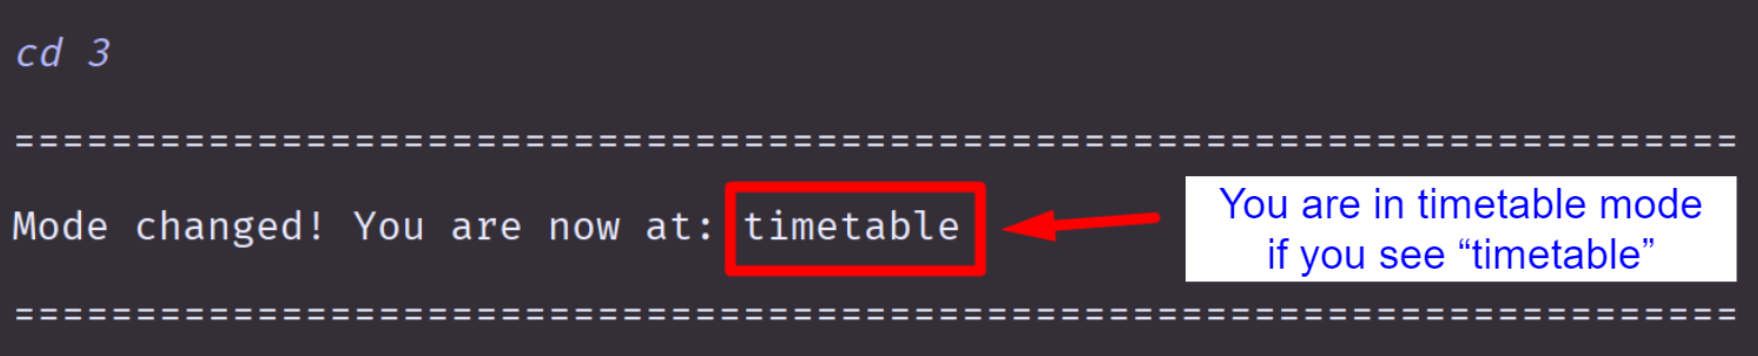 cd 3
=======================================================================
Mode changed! You are now at: timetable
You are in timetable mode
if you see “timetable”
=======================================================================